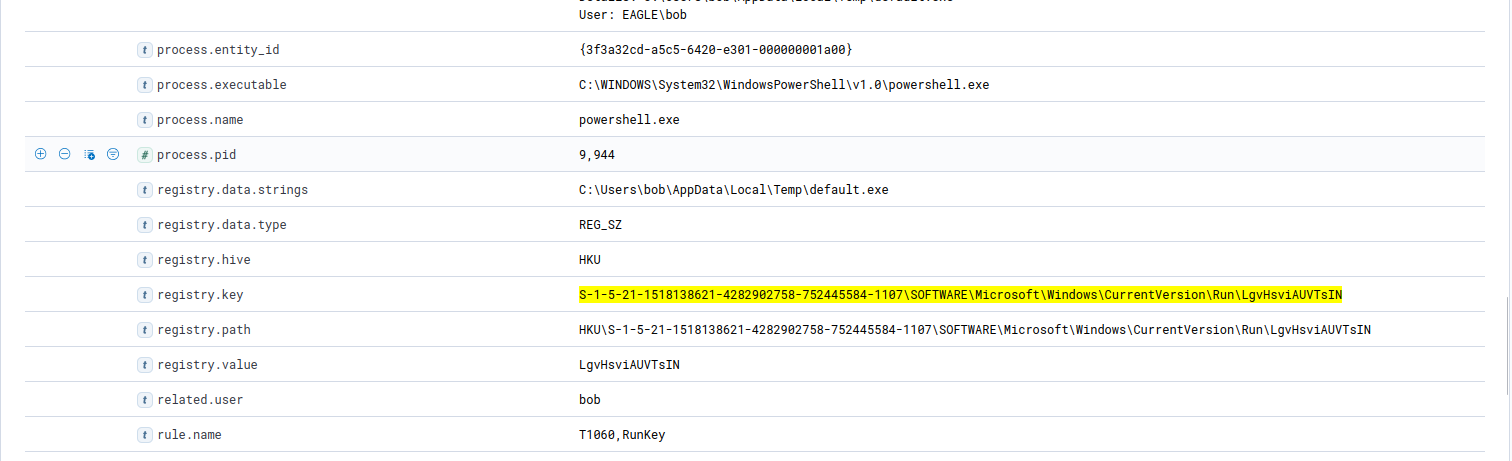 User: EAGLE\bob
t process.entity_id {3f3a32cd-a5c5-6420-e301-000000001a00}
t process.executable C:\WINDOWS\System32\WindowsPowerShell\v1.0\powershell.exe
t process.name powershell.exe
# process.pid 9,944
t registry.data.strings C:\Users\bob\AppData\Local\Temp\default.exe
t registry.data.type REG_SZ
t registry.hive HKU
t registry.key S-1-5-21-1518138621-4282902758-752445584-1107\SOFTWARE\Microsoft\Windows\CurrentVersion\Run\LgvHsviAUVTsIN
t registry.path HKU\S-1-5-21-1518138621-4282902758-752445584-1107\SOFTWARE\Microsoft\Windows\CurrentVersion\Run\LgvHsviAUVTsIN
t registry.value LgvHsviAUVTsIN
t related.user bob
t rule.name T1060,RunKey